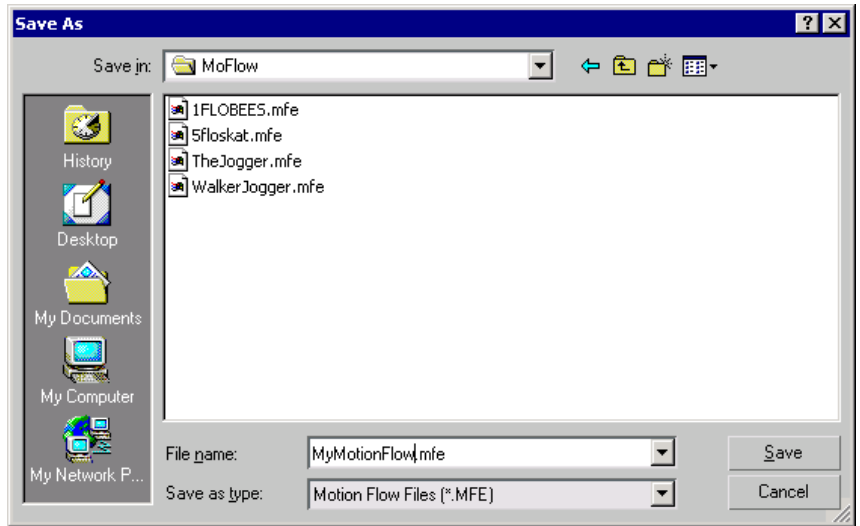 Save As
Save in:
MoFlow
History
Desktop
My Documents
My Computer
My Network P...
1FLOBEES.mfe
5floskat.mfe
TheJogger.mfe
WalkerJogger.mfe
File name:
MyMotionFlow.mfe
Save
Save as type:
Motion Flow Files (*.MFE)
Cancel